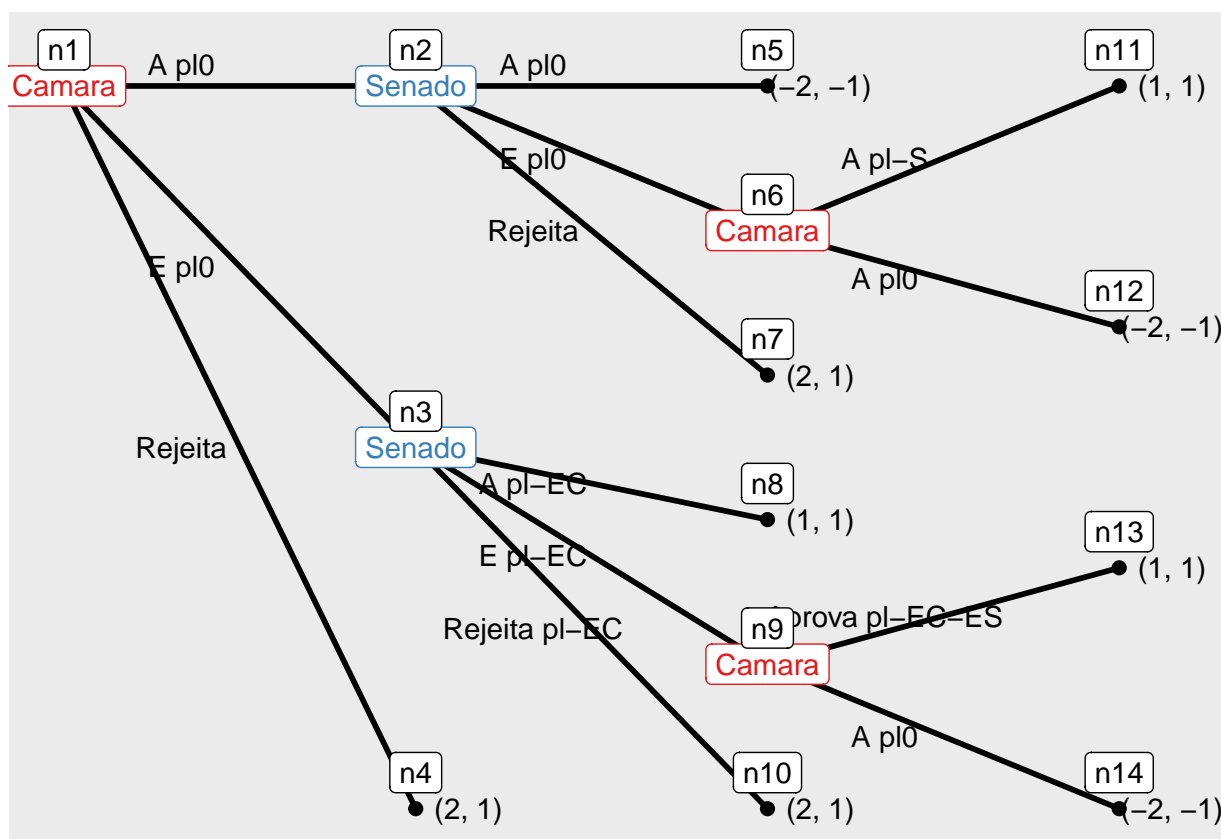 n1
Camara
A pl0
n2
Senado
A pl0
n5
(−2, −1)
n11
(1, 1)
E pl0
A pl−S
n6
Camara
Rejeita
E pl0
A pl0
n12
(−2, −1)
n7
(2, 1)
n3
Senado
Rejeita
A pl−EC
n8
(1, 1)
E pl−EC
n13
(1, 1)
Rejeita pl−EC
pl−EC−ES
n9
Camara
A pl0
n4
(2, 1)
n10
(2, 1)
n14
(−2, −1)